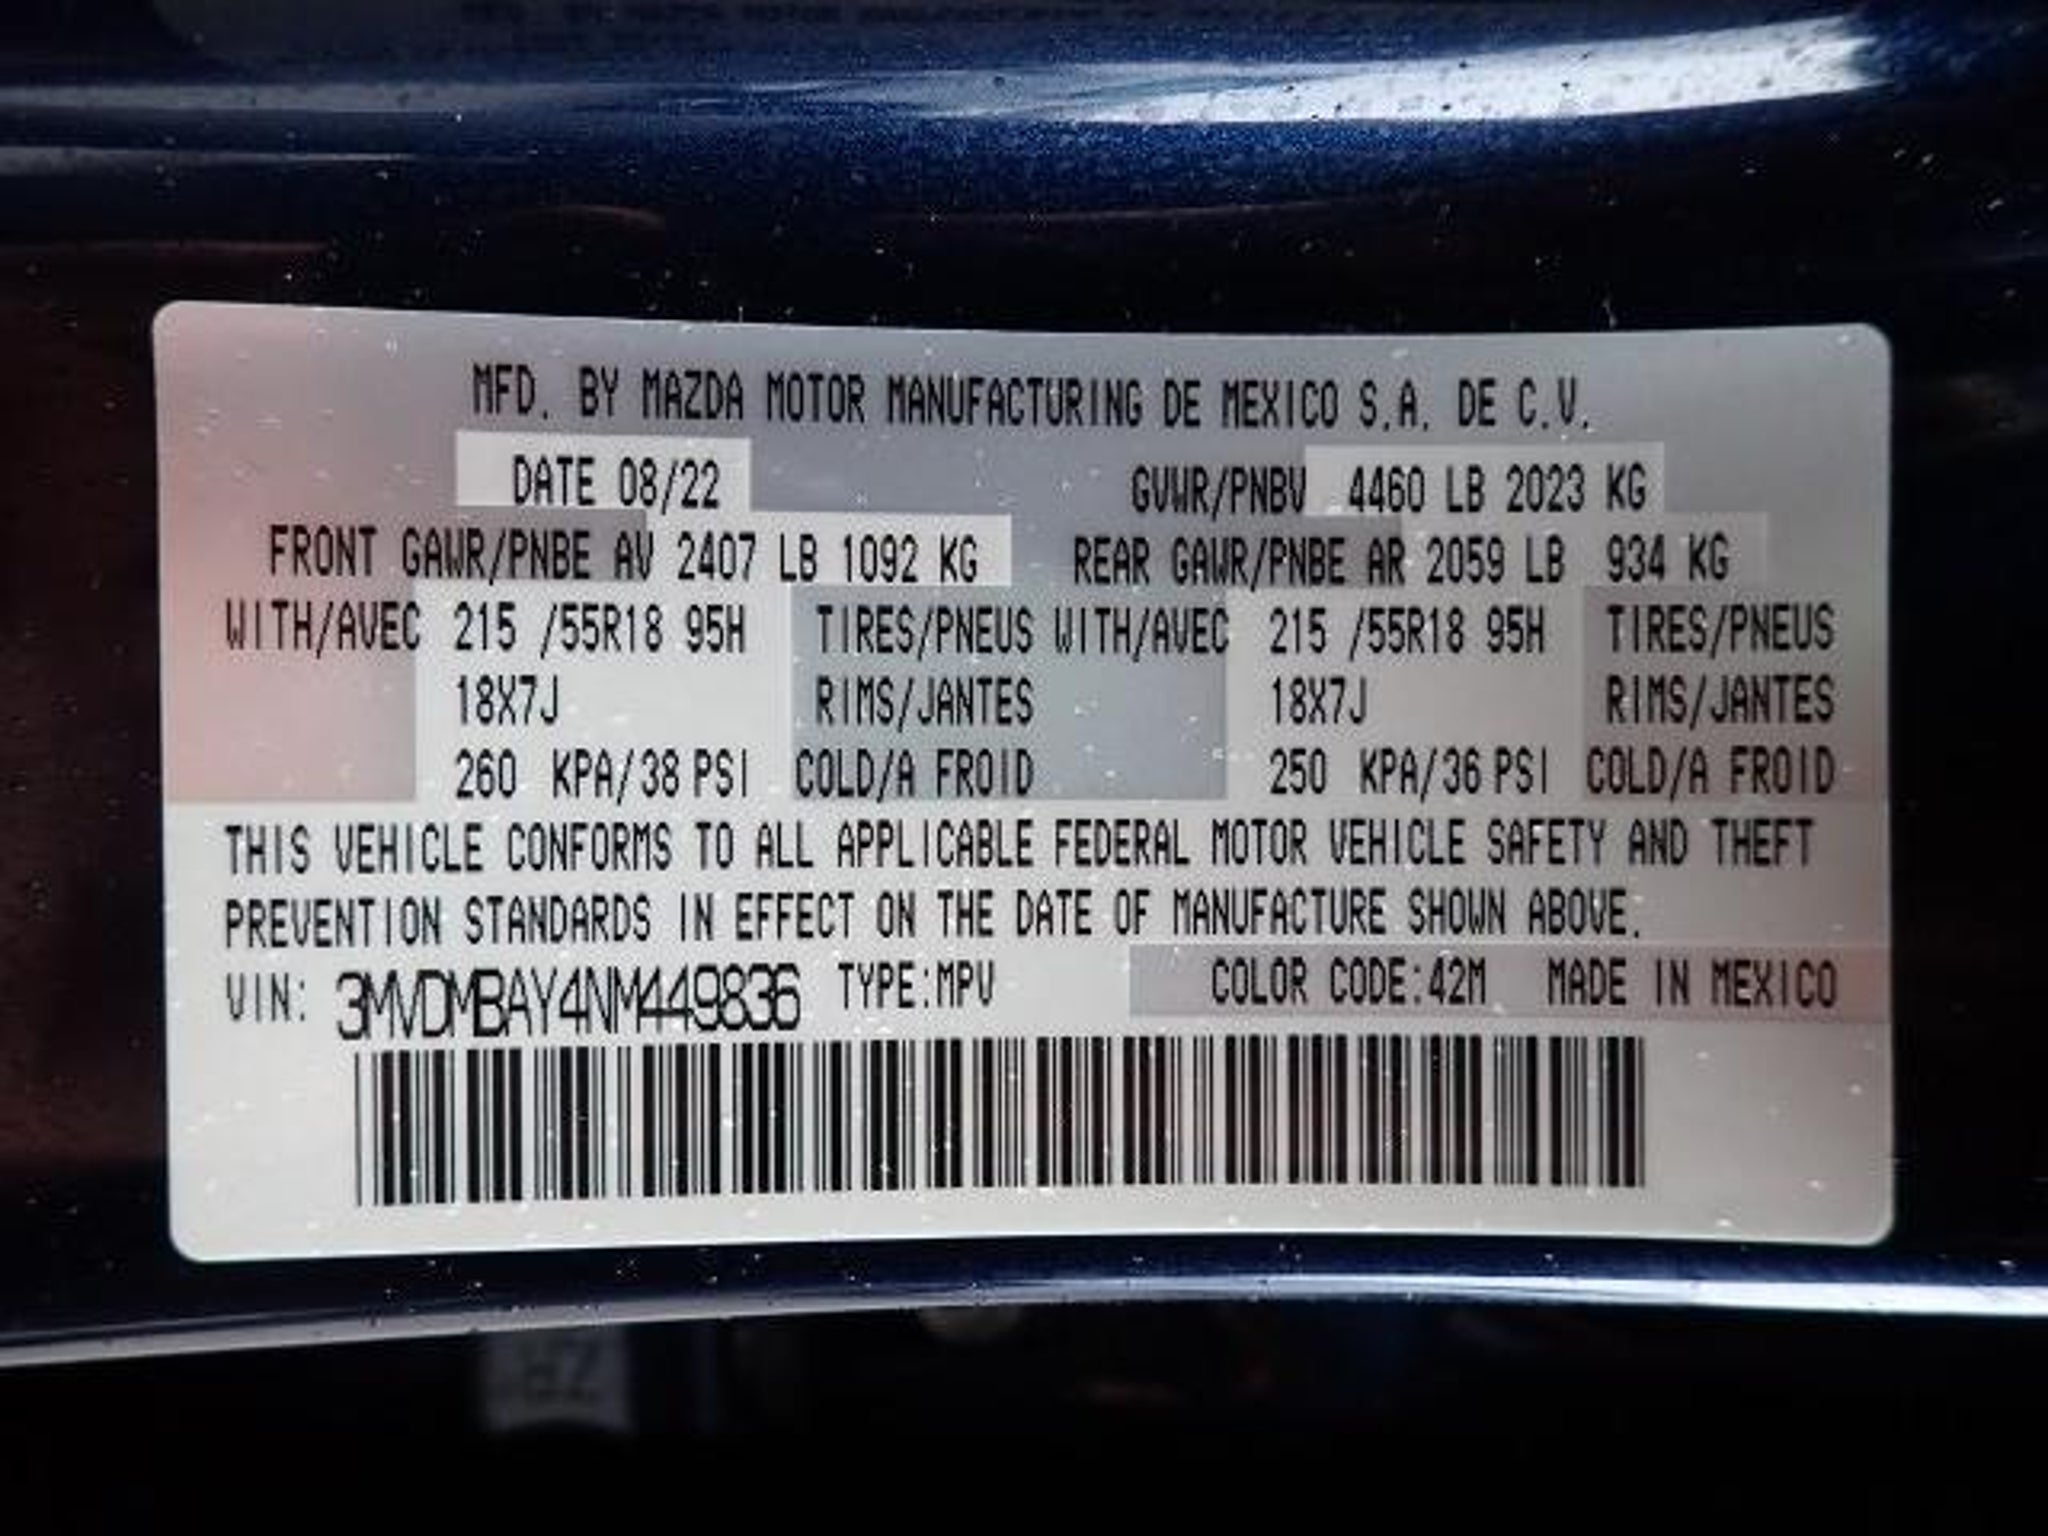 MFD. BY MAZDA MOTOR MANUFACTURING DE MEXICO S.A. DE C.V.
DATE 08/22 GVWR/PNBV 4460 LB 2023 KG
FRONT GAWR/PNBE AV 2407 LB 1092 KG REAR GAWR/PNBE AR 2059 LB 934 KG
WITH/AVEC 215 /55R18 95H TIRES/PNEUS WITH/AVEC 215 /55R18 95H TIRES/PNEUS
18X7J RIMS/JANTES 18X7J RIMS/JANTES
260 KPA/38 PSI COLD/A FROID 250 KPA/36 PSI COLD/A FROID
THIS VEHICLE CONFORMS TO ALL APPLICABLE FEDERAL MOTOR VEHICLE SAFETY AND THEFT
PREVENTION STANDARDS IN EFFECT ON THE DATE OF MANUFACTURE SHOWN ABOVE.
VIN: 3MVDMBAY4NM449836 TYPE:MPV COLOR CODE:42M MADE IN MEXICO